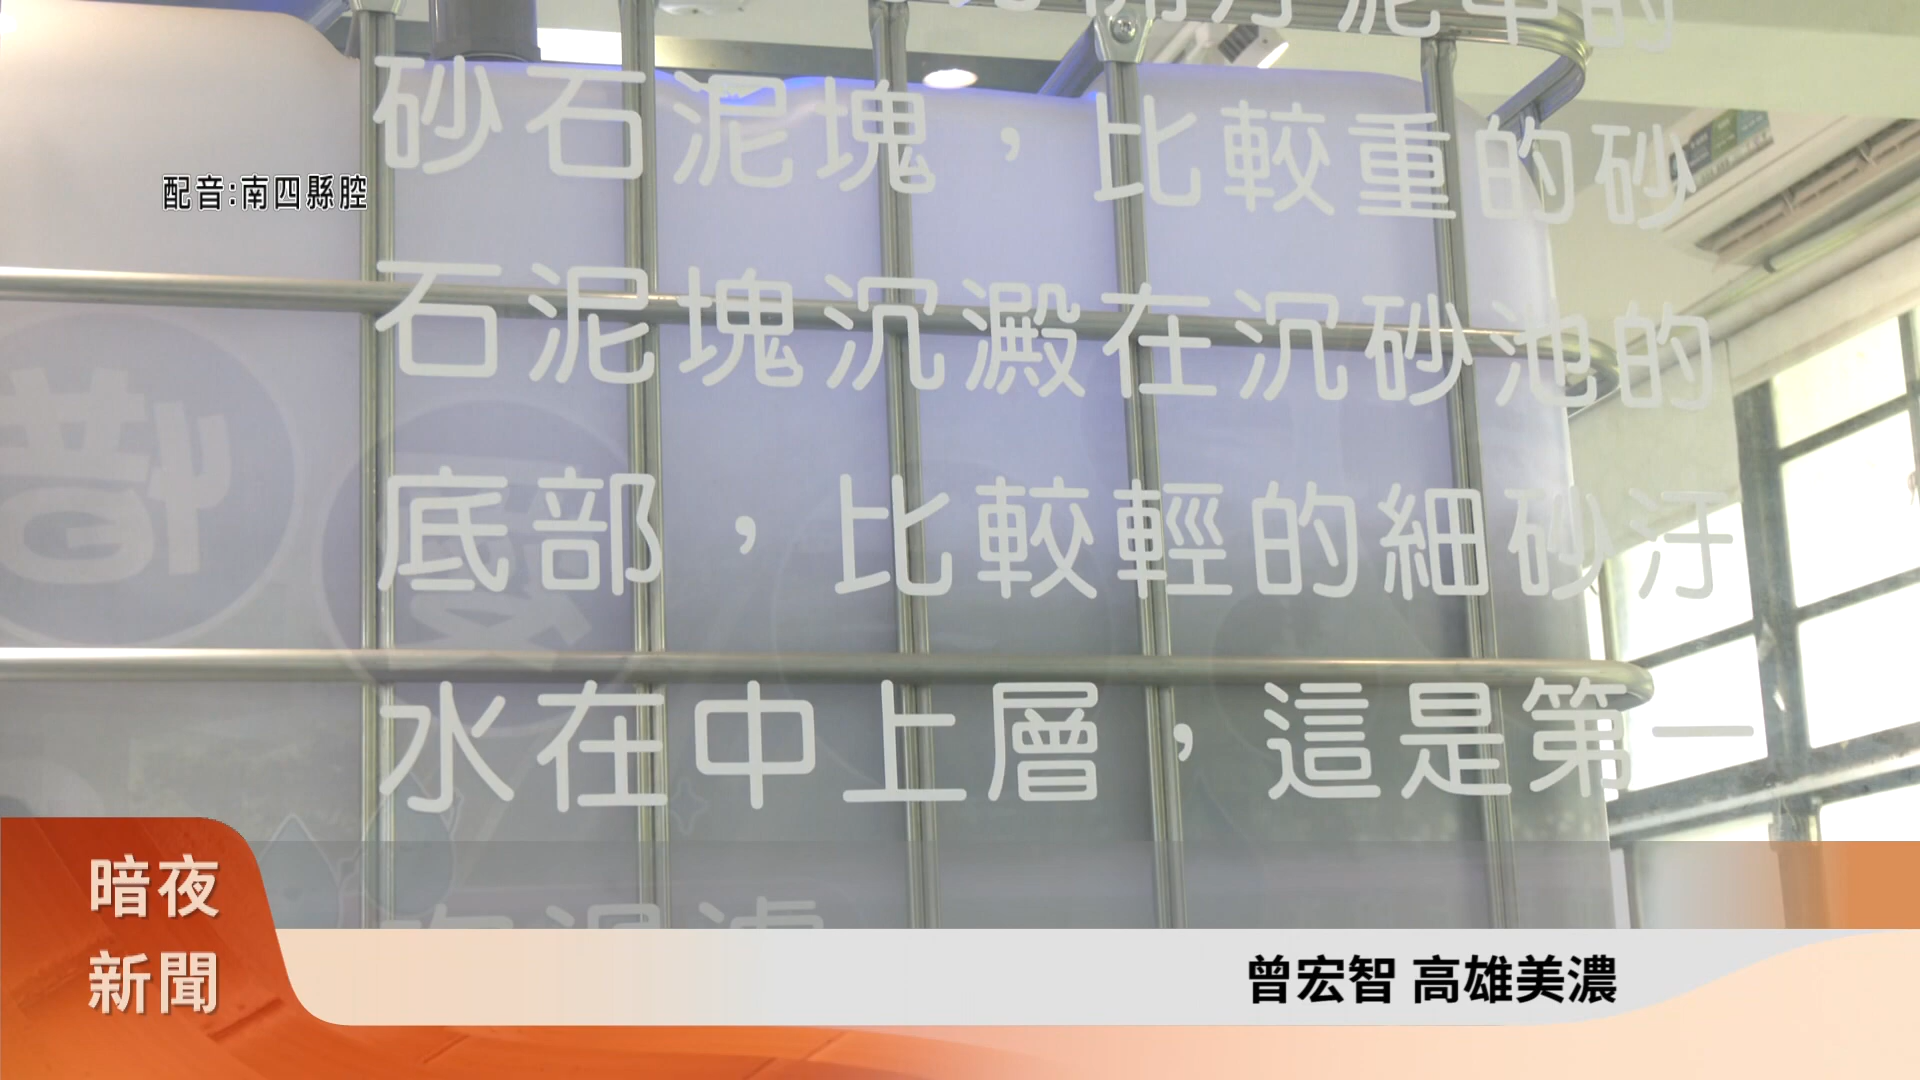 砂石泥塊，比較重的砂
石泥塊沉澱在沉砂池的
底部，比較輕的細砂汙
水在中上層，這是第一
配音:南四縣腔
暗夜
新聞
曾宏智 高雄美濃